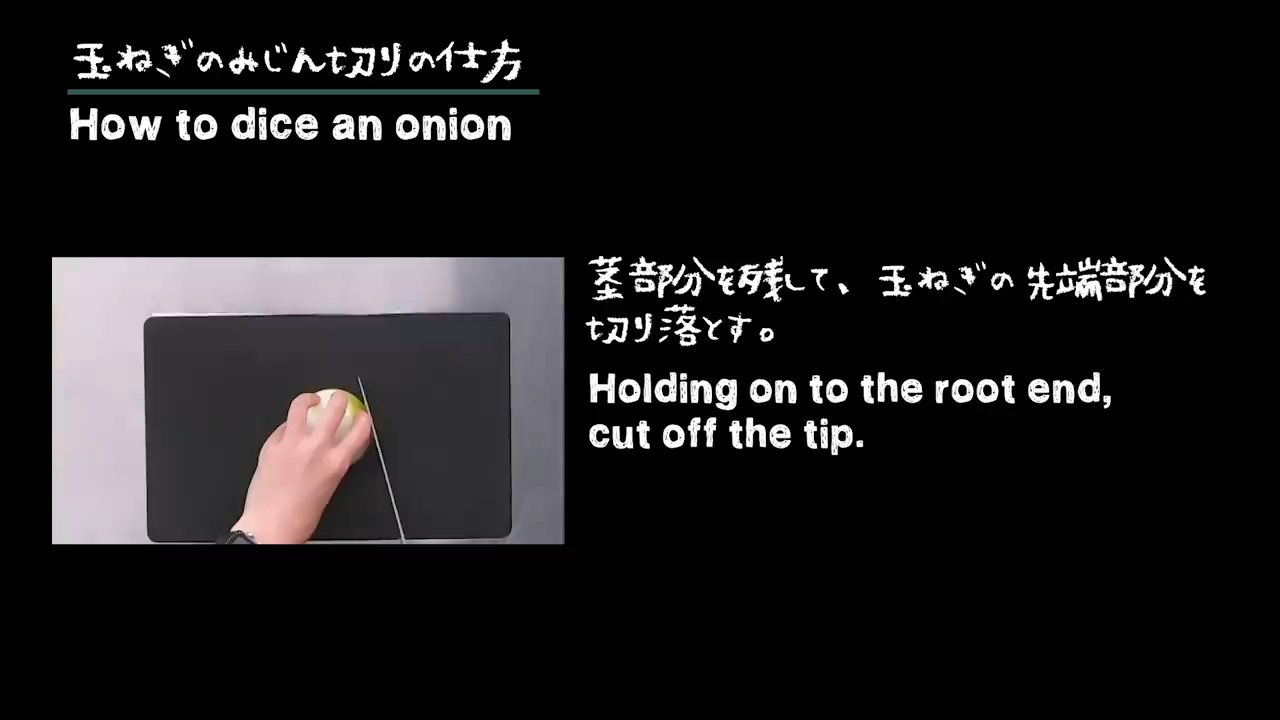 玉ねぎのみじん切りの仕方
How to dice an onion
茎部分を残して、玉ねぎの先端部分を
切り落とす。
Holding on to the root end,
cut off the tip.